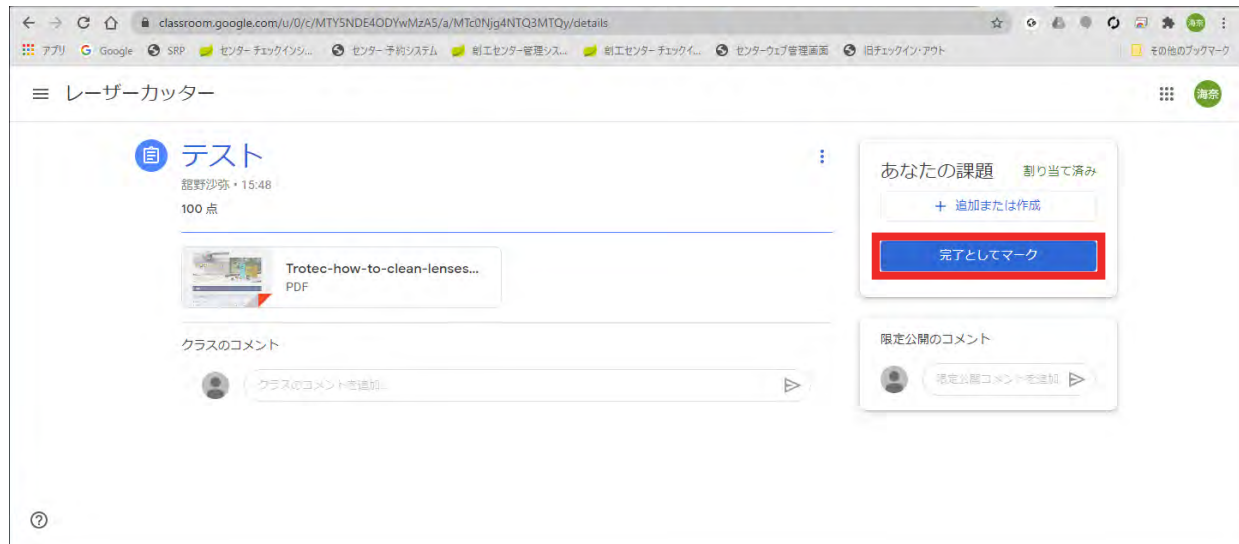 classroom.google.com/u/0/c/MTY5NDE4ODYwMzA5/a/MTc0Njg4NTQ3MTQy/details
アプリ Google SRP センター チェックインシ... センター 予約システム 創工センター管理シス... 創工センター チェックイ... センターウェブ管理画面 旧チェックイン・アウト その他のブックマーク
レーザーカッター 海奈
テスト
舘野沙弥・15:48
100 点
Trotec-how-to-clean-lenses...
PDF
クラスのコメント
クラスのコメントを追加...
あなたの課題 割り当て済み
+ 追加または作成
完了としてマーク
限定公開のコメント
限定公開コメントを追加